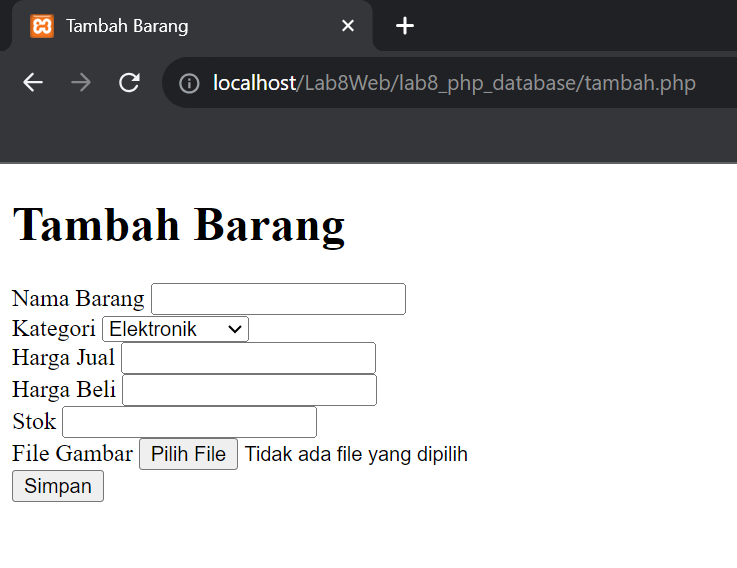 Tambah Barang
localhost/Lab8Web/lab8_php_database/tambah.php
Tambah Barang
Nama Barang
Kategori Elektronik
Harga Jual
Harga Beli
Stok
File Gambar Pilih File Tidak ada file yang dipilih
Simpan